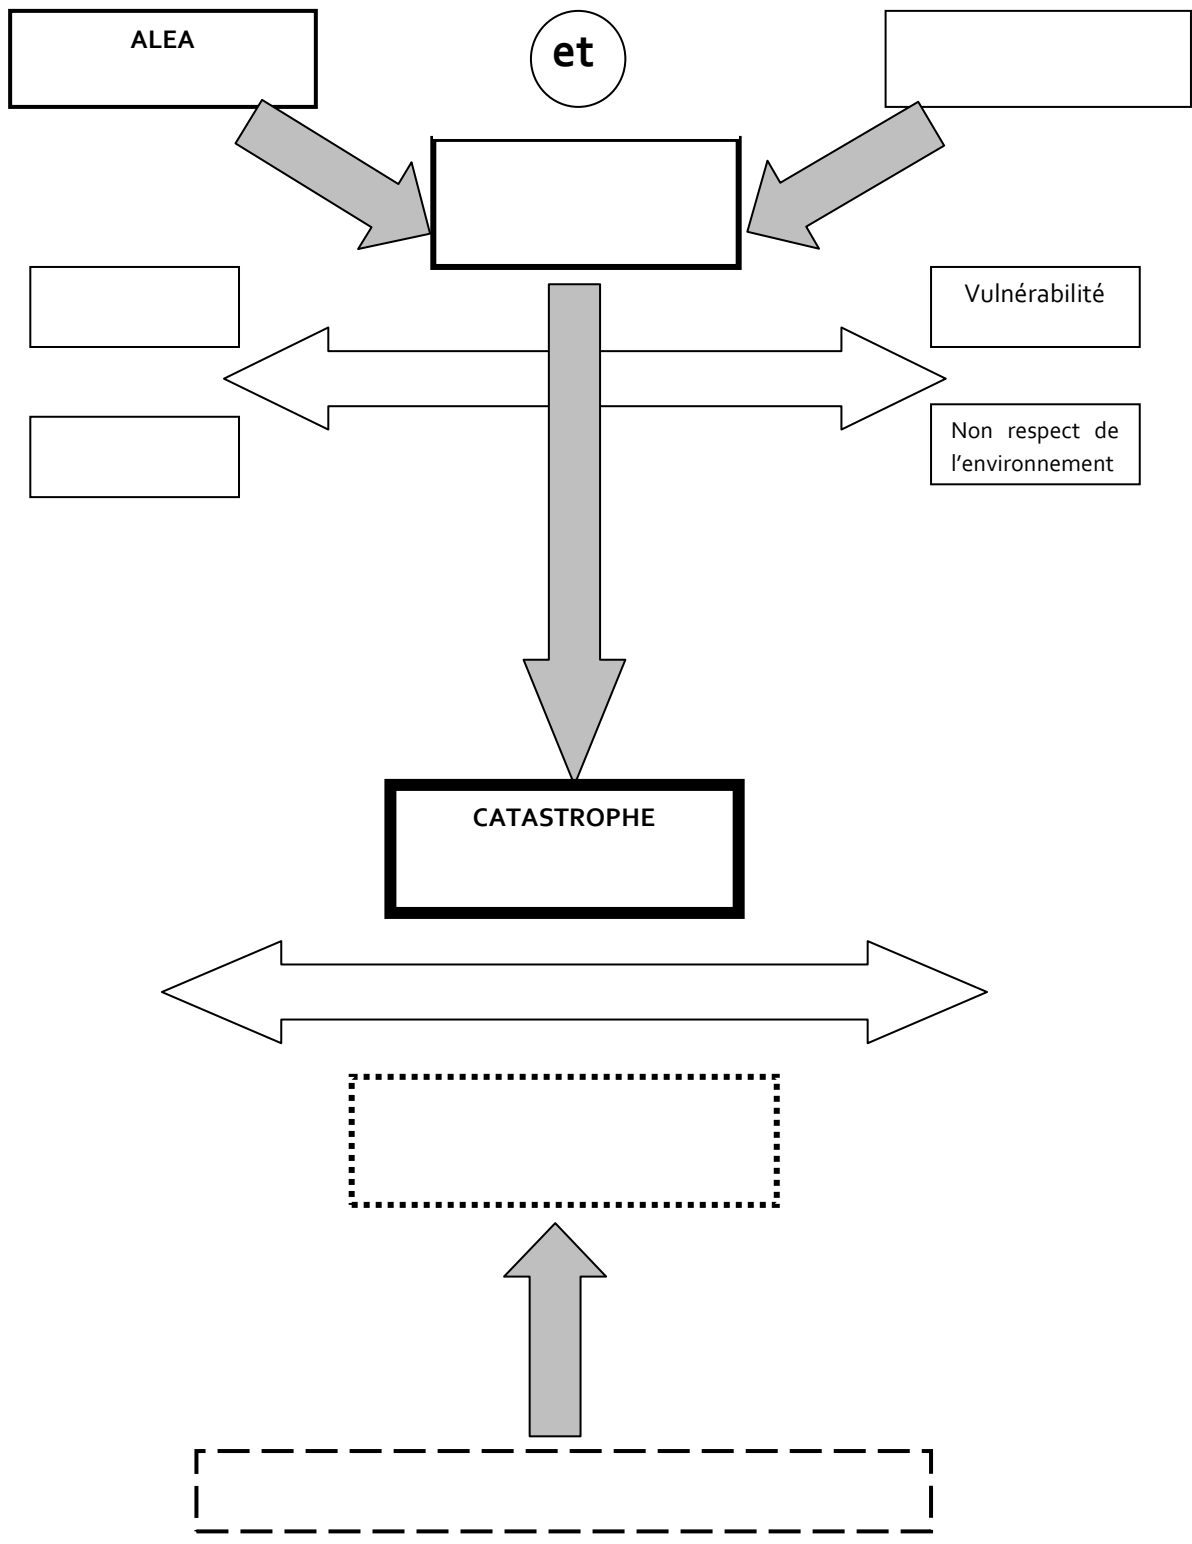 ALEA
et
Vulnérabilité
Non respect de
l'environnement
CATASTROPHE